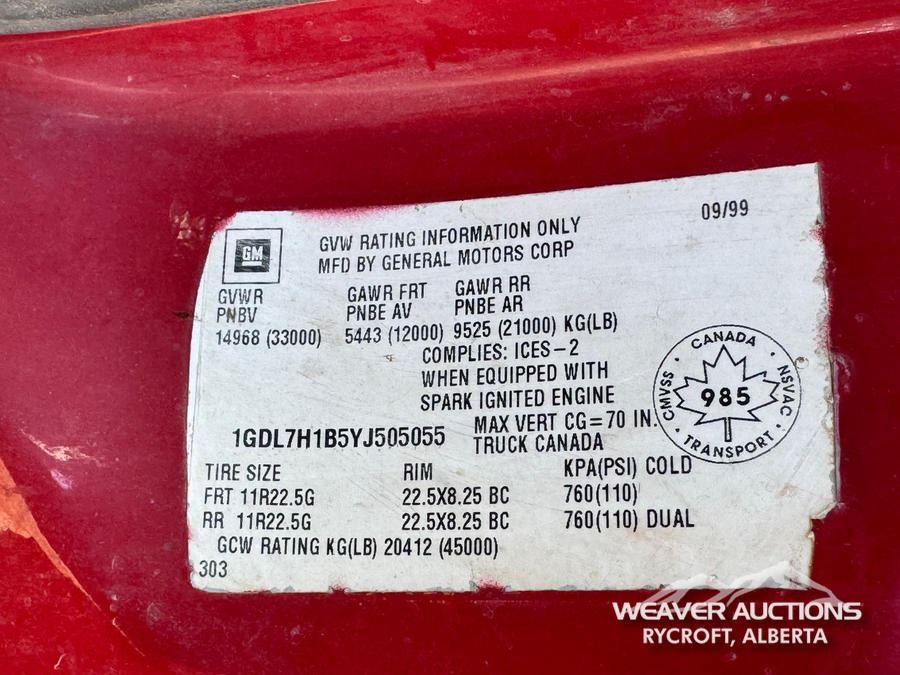 09/99
GM
GVW RATING INFORMATION ONLY
MFD BY GENERAL MOTORS CORP
GVWR GAWR FRT GAWR RR
PNBV PNBE AV PNBE AR
14968 (33000) 5443 (12000) 9525 (21000) KG(LB)
COMPLIES: ICES-2
WHEN EQUIPPED WITH
SPARK IGNITED ENGINE
MAX VERT CG=70 IN.
1GDL7H1B5YJ505055 TRUCK CANADA
CANADA
CMVSS 985 NSVAC
TRANSPORT
TIRE SIZE RIM KPA(PSI) COLD
FRT 11R22.5G 22.5X8.25 BC 760(110)
RR 11R22.5G 22.5X8.25 BC 760(110) DUAL
GCW RATING KG(LB) 20412 (45000)
303
WEAVER AUCTIONS
RYCROFT, ALBERTA